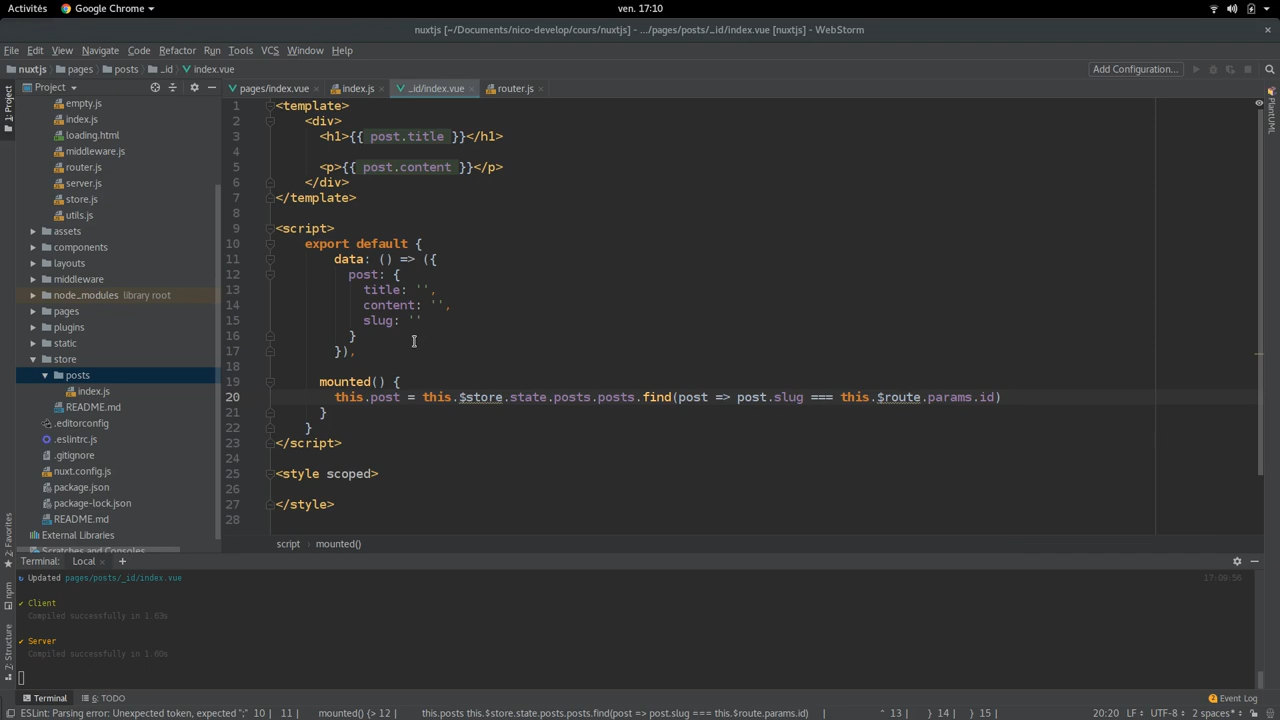 Activités
Google Chrome
ven. 17:10
nuxtjs [~/Documents/nico-develop/cours/nuxtjs] - .../pages/posts/_id/index.vue [nuxtjs] - WebStorm
File Edit View Navigate Code Refactor Run Tools VCS Window Help
nuxtjs pages posts _id index.vue
Add Configuration...
Project
pages/index.vue
index.js
_id/index.vue
router.js
1: Project
PlantUML
empty.js
index.js
loading.html
middleware.js
router.js
server.js
store.js
utils.js
assets
components
layouts
middleware
node_modules library root
pages
plugins
static
store
posts
index.js
README.md
.editorconfig
.eslintrc.js
.gitignore
nuxt.config.js
package.json
package-lock.json
README.md
External Libraries
Scratches and Consoles
1 <template>
2 <div>
3 <h1>{{ post.title }}</h1>
4
5 <p>{{ post.content }}</p>
6 </div>
7 </template>
8
9 <script>
10 export default {
11 data: () => ({
12 post: {
13 title: '',
14 content: '',
15 slug: ''
16 }
17 }),
18
19 mounted() {
20 this.post = this.$store.state.posts.posts.find(post => post.slug === this.$route.params.id)
21 }
22 }
23 </script>
24
25 <style scoped>
26
27 </style>
28
script mounted()
2: Favorites
npm
7: Structure
Terminal: Local
Updated pages/posts/_id/index.vue
17:09:56
✔ Client
Compiled successfully in 1.83s
✔ Server
Compiled successfully in 1.60s
Terminal
6: TODO
2 Event Log
ESLint: Parsing error: Unexpected token, expected ";" 10 | 11 | mounted() {> 12 | this.posts this.$store.state.posts.posts.find(post => post.slug === this.$route.params.id) | ^ 13 | } 14 | } 15 |
20:20 LF UTF-8 2 spaces*